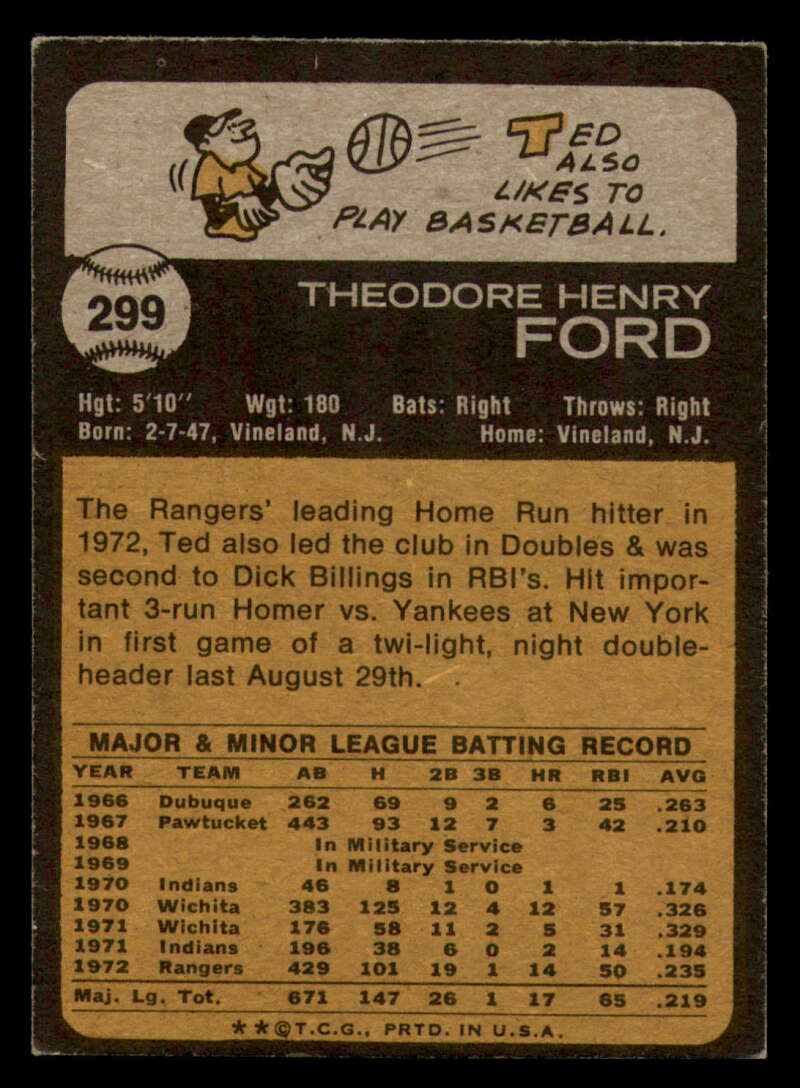 TED
ALSO
LIKES TO
PLAY BASKETBALL.
299
THEODORE HENRY
FORD
Hgt: 5'10" Wgt: 180 Bats: Right Throws: Right
Born: 2-7-47, Vineland, N.J. Home: Vineland, N.J.
The Rangers' leading Home Run hitter in
1972, Ted also led the club in Doubles & was
second to Dick Billings in RBI's. Hit impor-
tant 3-run Homer vs. Yankees at New York
in first game of a twi-light, night double-
header last August 29th.
MAJOR & MINOR LEAGUE BATTING RECORD
YEAR TEAM AB H 2B 3B HR RBI AVG
1966 Dubuque 262 69 9 2 6 25 .263
1967 Pawtucket 443 93 12 7 3 42 .210
1968 In Military Service
1969 In Military Service
1970 Indians 46 8 1 0 1 1 .174
1970 Wichita 383 125 12 4 12 57 .326
1971 Wichita 176 58 11 2 5 31 .329
1971 Indians 196 38 6 0 2 14 .194
1972 Rangers 429 101 19 1 14 50 .235
Maj. Lg. Tot. 671 147 26 1 17 65 .219
**©T.C.G., PRTD. IN U.S.A.